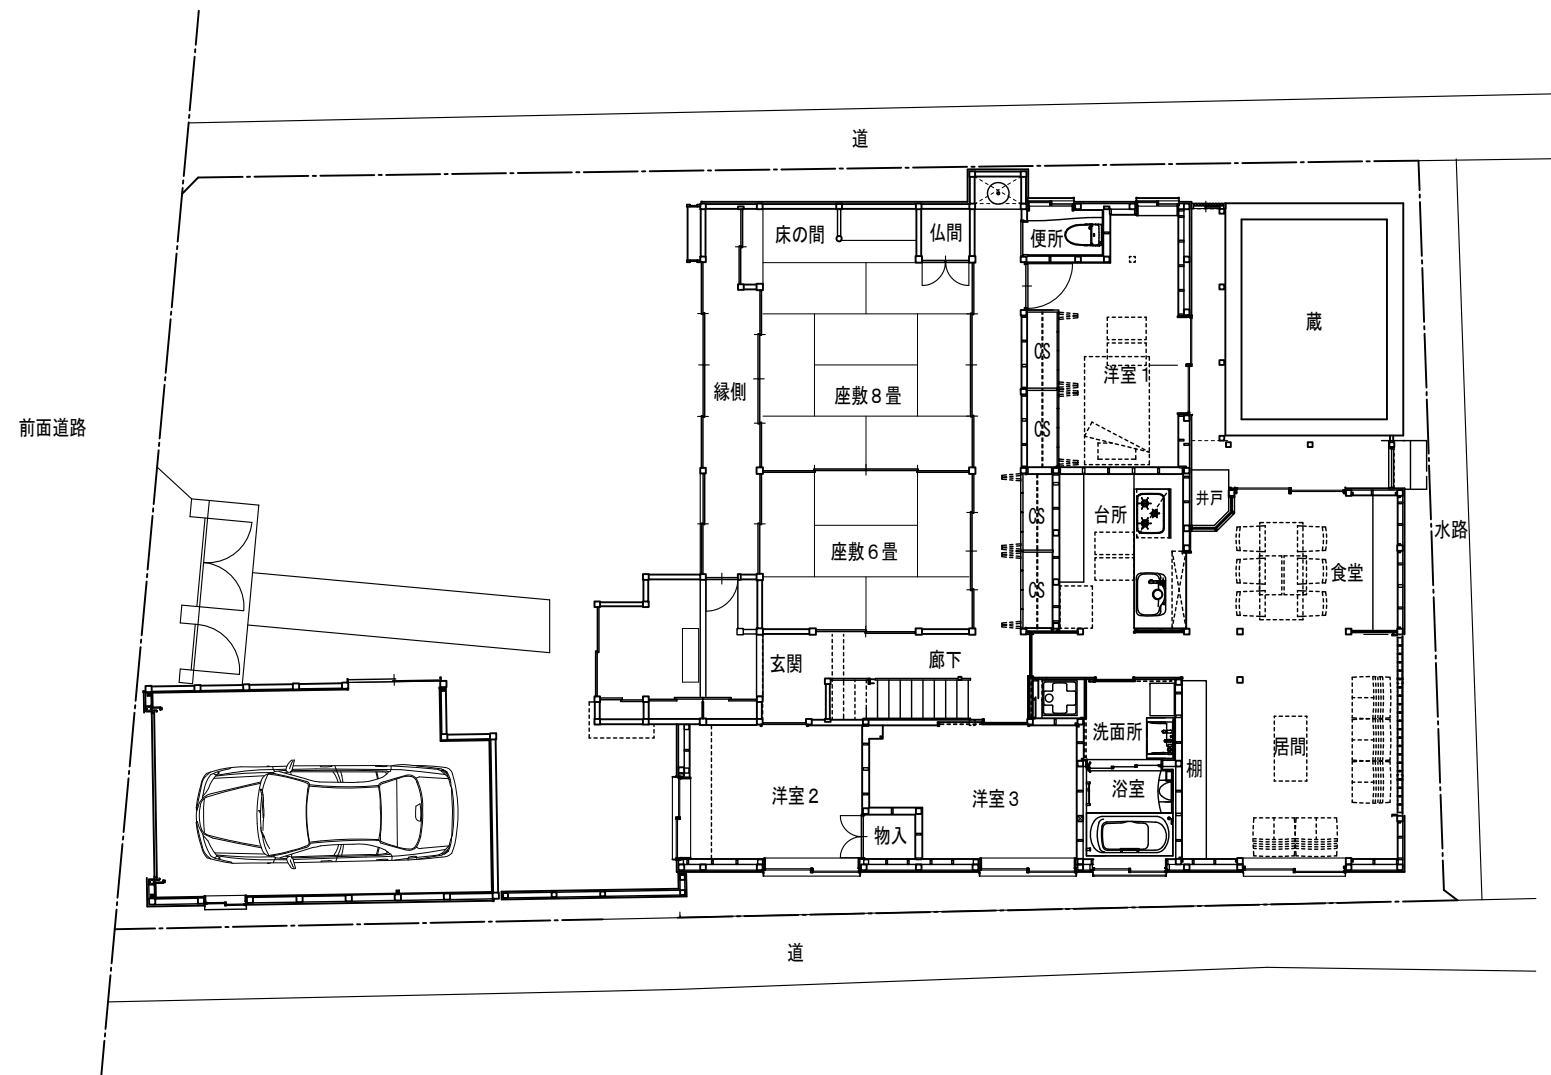 道
床の間
仏間
便所
蔵
CS
洋室1
縁側
座敷8畳
CS
前面道路
井戸
台所
CS
水路
座敷6畳
食堂
CS
玄関
廊下
洗面所
居間
棚
浴室
洋室2
洋室3
物入
道